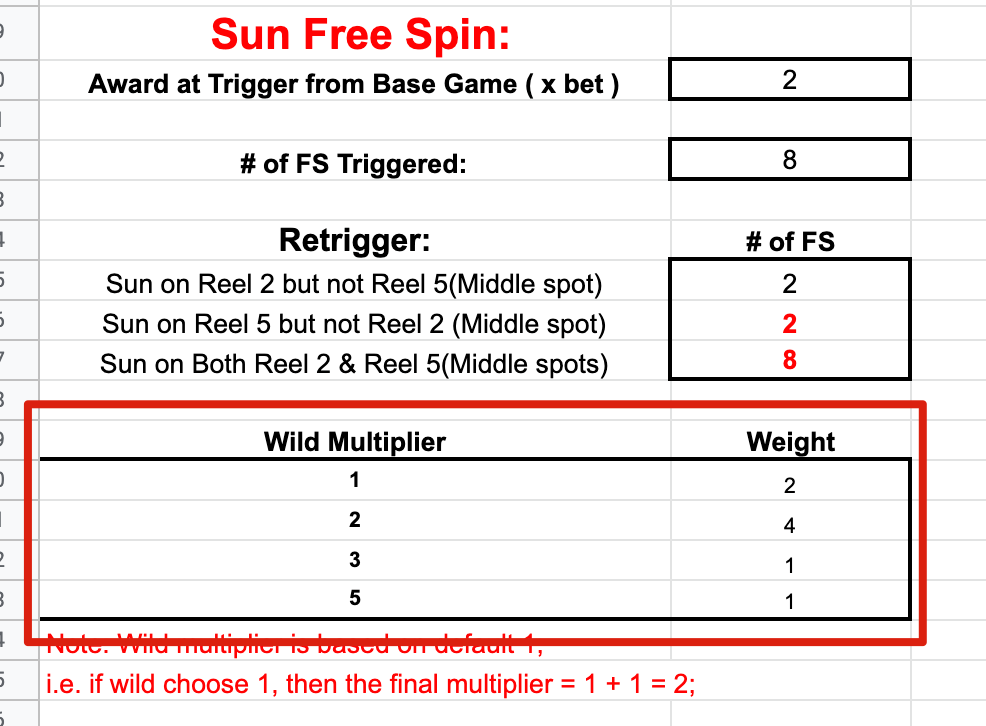 Sun Free Spin:
Award at Trigger from Base Game ( x bet ) 2
# of FS Triggered: 8
Retrigger: # of FS
Sun on Reel 2 but not Reel 5(Middle spot) 2
Sun on Reel 5 but not Reel 2 (Middle spot) 2
Sun on Both Reel 2 & Reel 5(Middle spots) 8
Wild Multiplier Weight
1 2
2 4
3 1
5 1
Note: Wild multiplier is based on default 1;
i.e. if wild choose 1, then the final multiplier = 1 + 1 = 2;